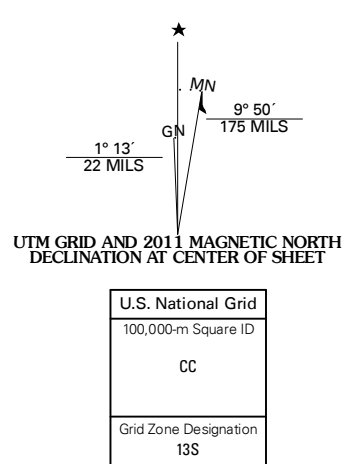 MN
GN
9° 50´
175 MILS
1° 13´
22 MILS
UTM GRID AND 2011 MAGNETIC NORTH
DECLINATION AT CENTER OF SHEET
U.S. National Grid
100,000-m Square ID
CC
Grid Zone Designation
13S